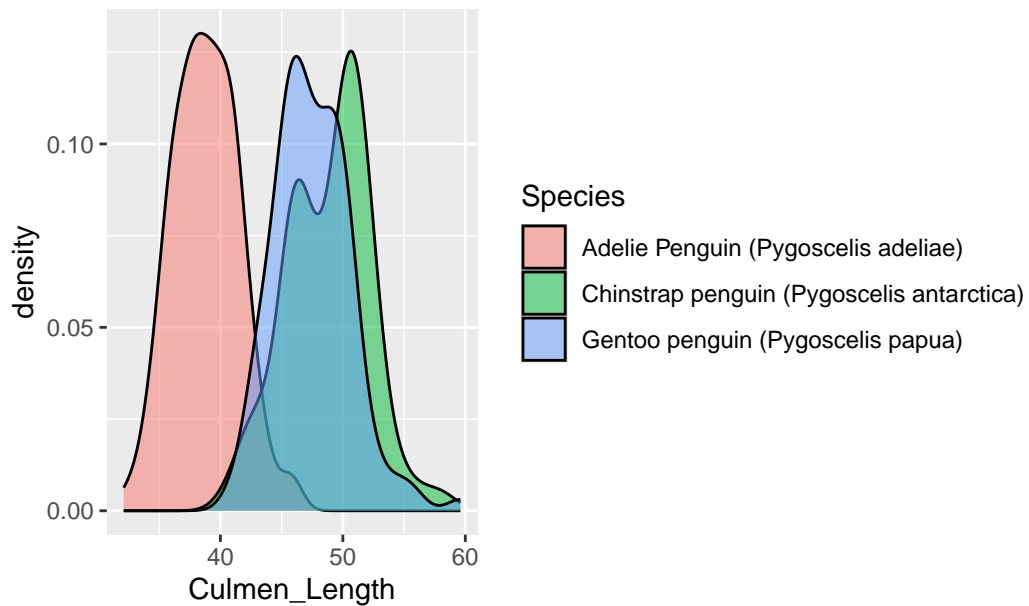 density
0.10
0.05
0.00
40
50
60
Culmen_Length
Species
Adelie Penguin (Pygoscelis adeliae)
Chinstrap penguin (Pygoscelis antarctica)
Gentoo penguin (Pygoscelis papua)